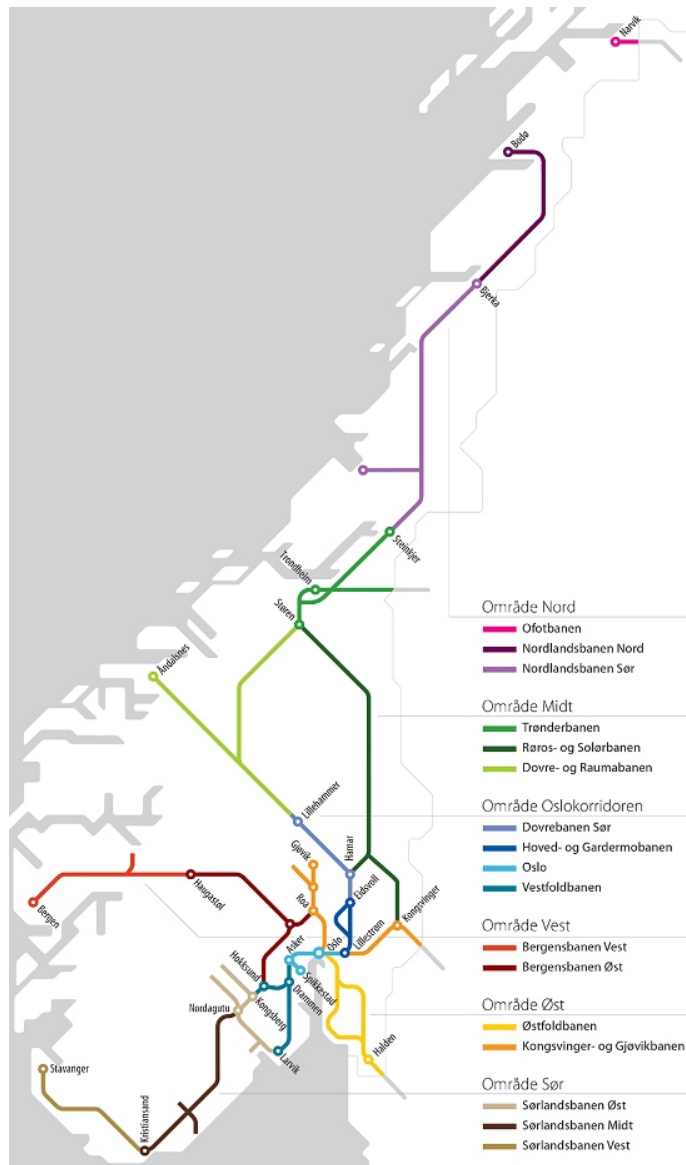 Narvik
Bodø
Bjerka
Steinkjer
Trondheim
Støren
Åndalsnes
Lillehammer
Hamar
Gjøvik
Eidsvoll
Roa
Haugastøl
Bergen
Kongsvinger
Lillestrøm
Oslo
Asker
Spikkestad
Hokksund
Drammen
Kongsberg
Nordagutu
Larvik
Halden
Stavanger
Kristiansand
Område Nord
Ofotbanen
Nordlandsbanen Nord
Nordlandsbanen Sør
Område Midt
Trønderbanen
Røros- og Solørbanen
Dovre- og Raumabanen
Område Oslokorridoren
Dovrebanen Sør
Hoved- og Gardermobanen
Oslo
Vestfoldbanen
Område Vest
Bergensbanen Vest
Bergensbanen Øst
Område Øst
Østfoldbanen
Kongsvinger- og Gjøvikbanen
Område Sør
Sørlandsbanen Øst
Sørlandsbanen Midt
Sørlandsbanen Vest